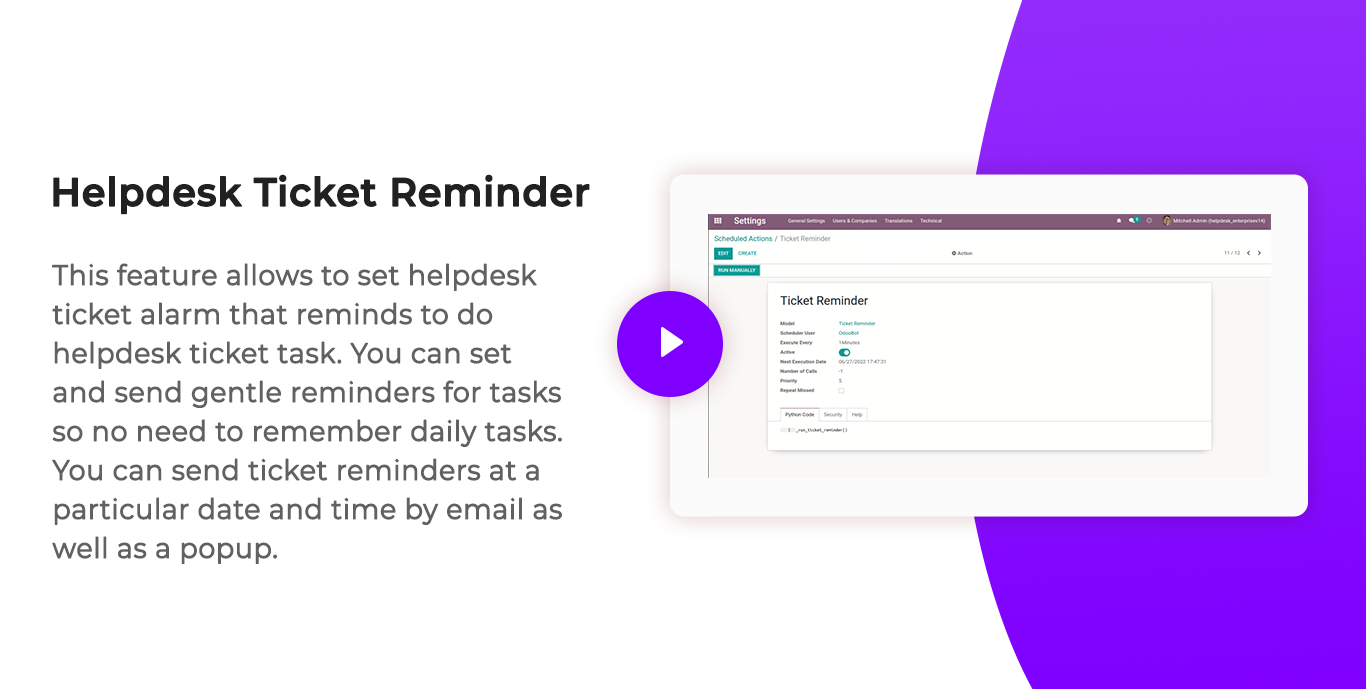 Helpdesk Ticket Reminder
This feature allows to set helpdesk
ticket alarm that reminds to do
helpdesk ticket task. You can set
and send gentle reminders for tasks
so no need to remember daily tasks.
You can send ticket reminders at a
particular date and time by email as
well as a popup.
Settings General Settings Users & Companies Translations Technical 5 Mitchell Admin (helpdesk_enterprisev14)
Scheduled Actions / Ticket Reminder
EDIT CREATE Action 11 / 12
RUN MANUALLY
Ticket Reminder
Model Ticket Reminder
Scheduler User OdooBot
Execute Every 1 Minutes
Active
Next Execution Date 06/27/2022 17:47:31
Number of Calls -1
Priority 5
Repeat Missed
Python Code Security Help
1 _run_ticket_reminder()